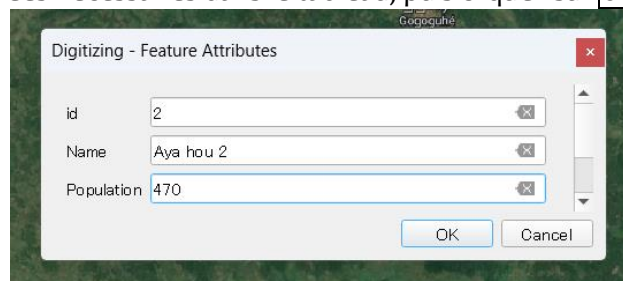 Gogoguhé
Digitizing - Feature Attributes
id 2
Name Aya hou 2
Population 470
OK Cancel